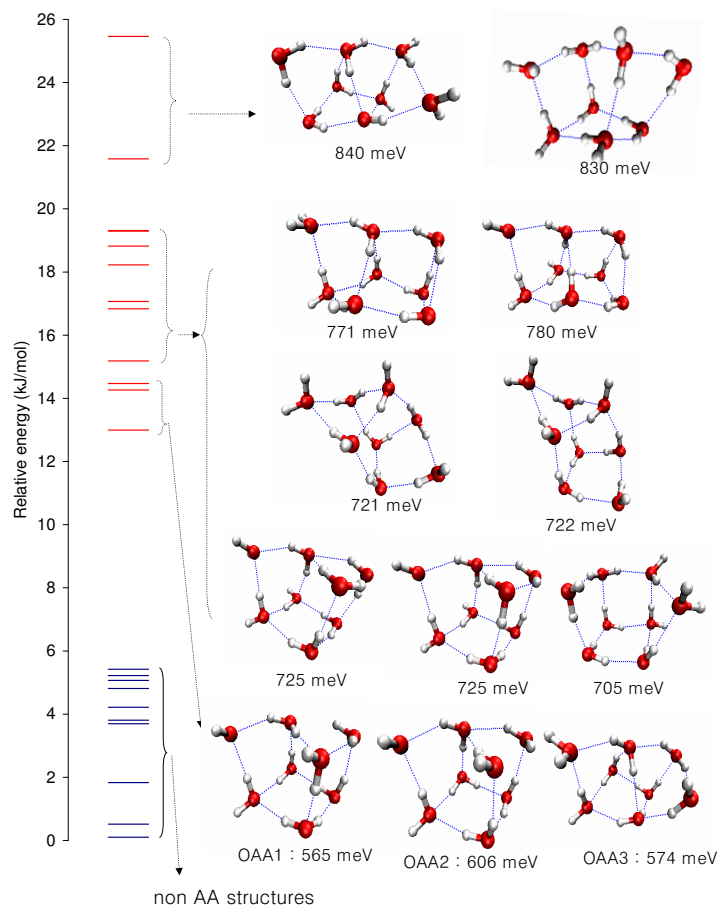 Relative energy (kJ/mol)
26
24
22
20
18
16
14
12
10
8
6
4
2
0
840 meV
830 meV
771 meV
780 meV
721 meV
722 meV
725 meV
725 meV
705 meV
OAA1 : 565 meV
OAA2 : 606 meV
OAA3 : 574 meV
non AA structures